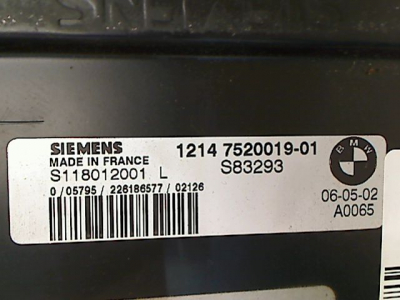 SIEMENS
MADE IN FRANCE
S118012001 L
0 /05795 / 226186577 / 02126
1214 7520019-01
S83293
BMW
06-05-02
A0065